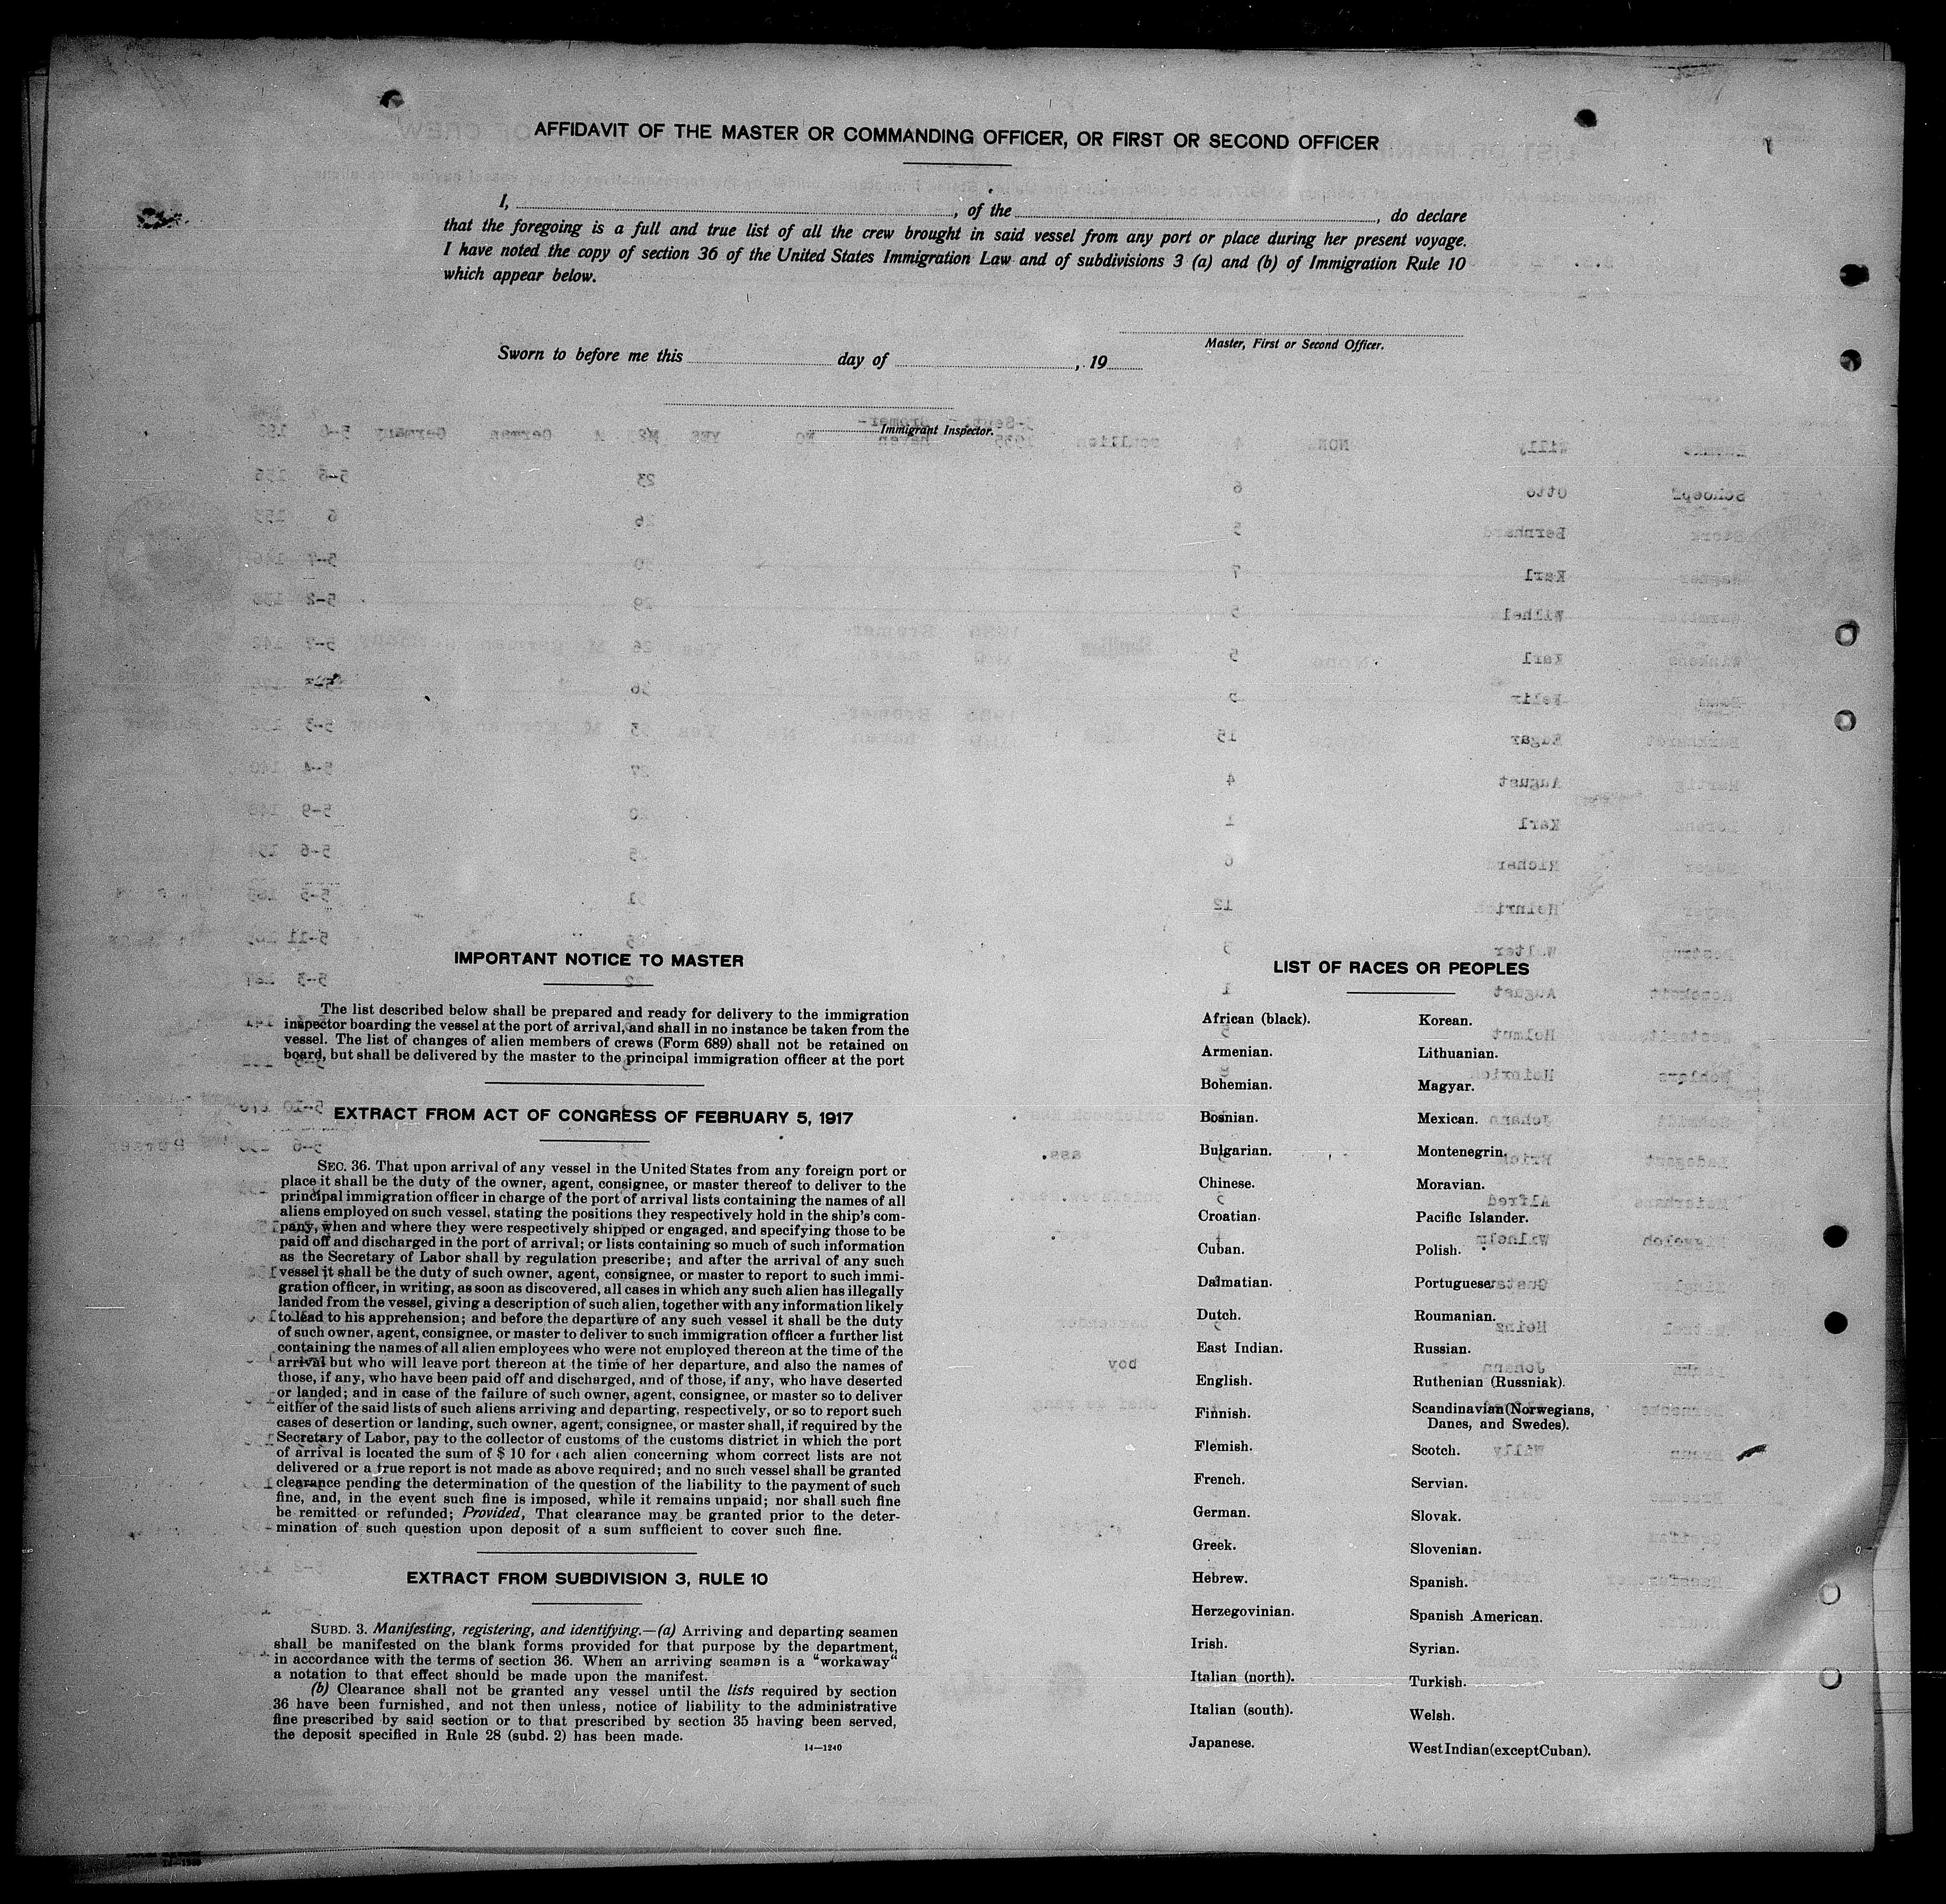 AFFIDAVIT OF THE MASTER OR COMMANDING OFFICER, OR FIRST OR SECOND OFFICER
I, , of the , do declare
that the foregoing is a full and true list of all the crew brought in said vessel from any port or place during her present voyage.
I have noted the copy of section 36 of the United States Immigration Law and of subdivisions 3 (a) and (b) of Immigration Rule 10
which appear below.
Master, First or Second Officer.
Sworn to before me this day of , 19
Immigrant Inspector.
IMPORTANT NOTICE TO MASTER
The list described below shall be prepared and ready for delivery to the immigration
inspector boarding the vessel at the port of arrival, and shall in no instance be taken from the
vessel. The list of changes of alien members of crews (Form 689) shall not be retained on
board, but shall be delivered by the master to the principal immigration officer at the port
EXTRACT FROM ACT OF CONGRESS OF FEBRUARY 5, 1917
SEC. 36. That upon arrival of any vessel in the United States from any foreign port or
place it shall be the duty of the owner, agent, consignee, or master thereof to deliver to the
principal immigration officer in charge of the port of arrival lists containing the names of all
aliens employed on such vessel, stating the positions they respectively hold in the ship's com-
pany, when and where they were respectively shipped or engaged, and specifying those to be
paid off and discharged in the port of arrival; or lists containing so much of such information
as the Secretary of Labor shall by regulation prescribe; and after the arrival of any such
vessel it shall be the duty of such owner, agent, consignee, or master to report to such immi-
gration officer, in writing, as soon as discovered, all cases in which any such alien has illegally
landed from the vessel, giving a description of such alien, together with any information likely
to lead to his apprehension; and before the departure of any such vessel it shall be the duty
of such owner, agent, consignee, or master to deliver to such immigration officer a further list
containing the names of all alien employees who were not employed thereon at the time of the
arrival but who will leave port thereon at the time of her departure, and also the names of
those, if any, who have been paid off and discharged, and of those, if any, who have deserted
or landed; and in case of the failure of such owner, agent, consignee, or master so to deliver
either of the said lists of such aliens arriving and departing, respectively, or so to report such
cases of desertion or landing, such owner, agent, consignee, or master shall, if required by the
Secretary of Labor, pay to the collector of customs of the customs district in which the port
of arrival is located the sum of $ 10 for each alien concerning whom correct lists are not
delivered or a true report is not made as above required; and no such vessel shall be granted
clearance pending the determination of the question of the liability to the payment of such
fine, and, in the event such fine is imposed, while it remains unpaid; nor shall such fine
be remitted or refunded; Provided, That clearance may be granted prior to the deter-
mination of such question upon deposit of a sum sufficient to cover such fine.
EXTRACT FROM SUBDIVISION 3, RULE 10
SUBD. 3. Manifesting, registering, and identifying.—(a) Arriving and departing seamen
shall be manifested on the blank forms provided for that purpose by the department,
in accordance with the terms of section 36. When an arriving seaman is a "workaway"
a notation to that effect should be made upon the manifest.
(b) Clearance shall not be granted any vessel until the lists required by section
36 have been furnished, and not then unless, notice of liability to the administrative
fine prescribed by said section or to that prescribed by section 35 having been served,
the deposit specified in Rule 28 (subd. 2) has been made.
14—1240
LIST OF RACES OR PEOPLES
African (black).
Armenian.
Bohemian.
Bosnian.
Bulgarian.
Chinese.
Croatian.
Cuban.
Dalmatian.
Dutch.
East Indian.
English.
Finnish.
Flemish.
French.
German.
Greek.
Hebrew.
Herzegovinian.
Irish.
Italian (north).
Italian (south).
Japanese.
Korean.
Lithuanian.
Magyar.
Mexican.
Montenegrin.
Moravian.
Pacific Islander.
Polish.
Portuguese.
Roumanian.
Russian.
Ruthenian (Russniak).
Scandinavian (Norwegians,
Danes, and Swedes).
Scotch.
Servian.
Slovak.
Slovenian.
Spanish.
Spanish American.
Syrian.
Turkish.
Welsh.
West Indian (except Cuban).